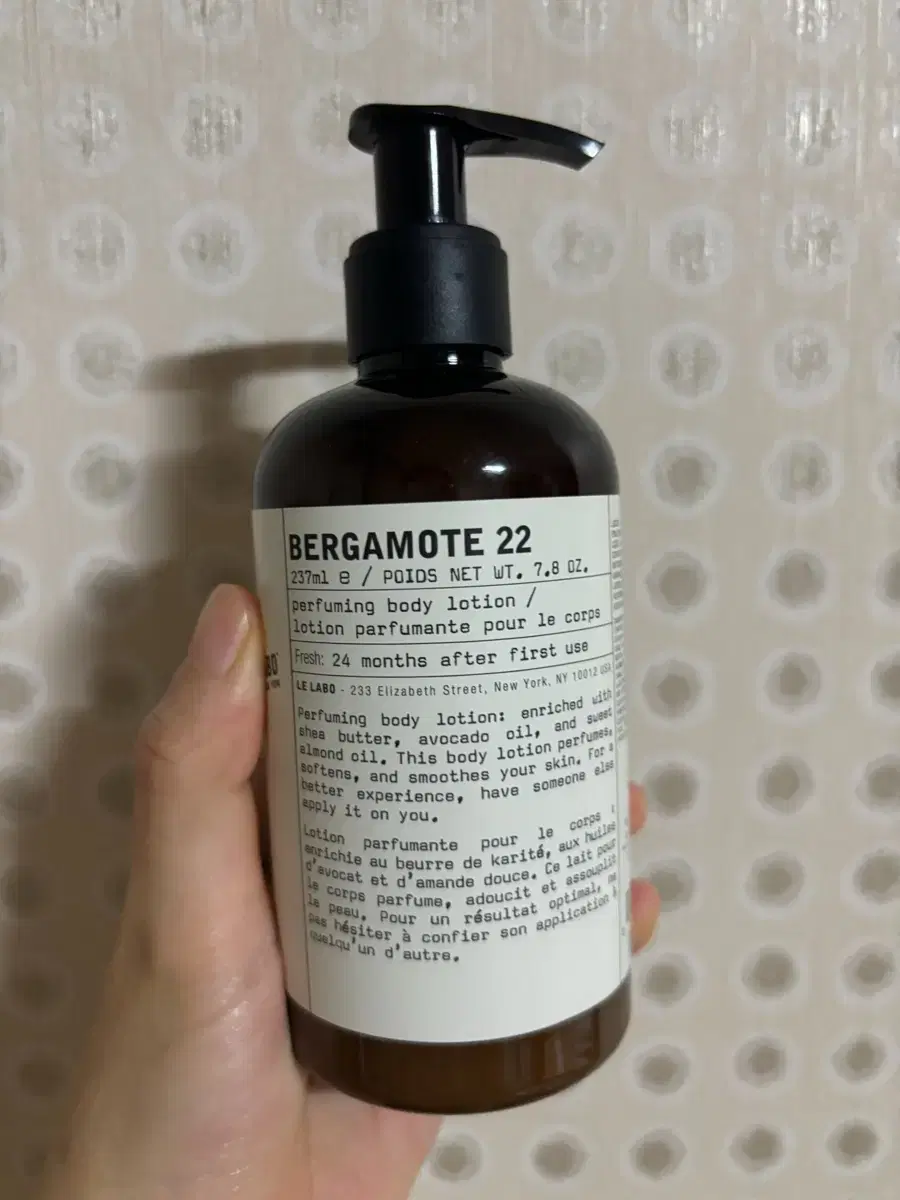 BERGAMOTE 22
237ml e / POIDS NET WT. 7.8 OZ.
perfuming body lotion /
lotion parfumante pour le corps
Fresh: 24 months after first use
LE LABO - 233 Elizabeth Street, New York, NY 10012 USA
Perfuming body lotion: enriched with
shea butter, avocado oil, and sweet
almond oil. This body lotion perfumes,
softens, and smoothes your skin. For a
better experience, have someone else
apply it on you.
Lotion parfumante pour le corps :
enrichie au beurre de karité, aux huiles
d'avocat et d'amande douce. Ce lait pour
le corps parfume, adoucit et assouplit
la peau. Pour un résultat optimal, ne
pas hésiter à confier son application à
quelqu'un d'autre.